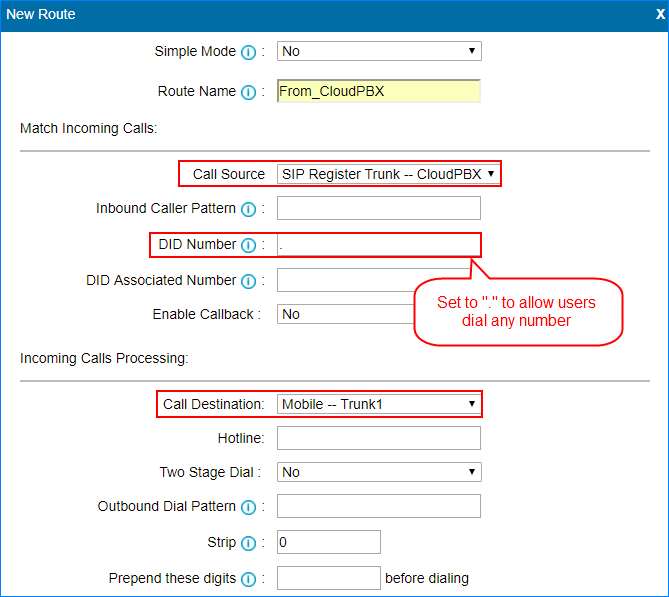 New Route X
Simple Mode : No
Route Name : From_CloudPBX
Match Incoming Calls:
Call Source SIP Register Trunk -- CloudPBX
Inbound Caller Pattern :
DID Number : .
DID Associated Number :
Set to "." to allow users
dial any number
Enable Callback : No
Incoming Calls Processing:
Call Destination: Mobile -- Trunk1
Hotline:
Two Stage Dial : No
Outbound Dial Pattern :
Strip : 0
Prepend these digits : before dialing